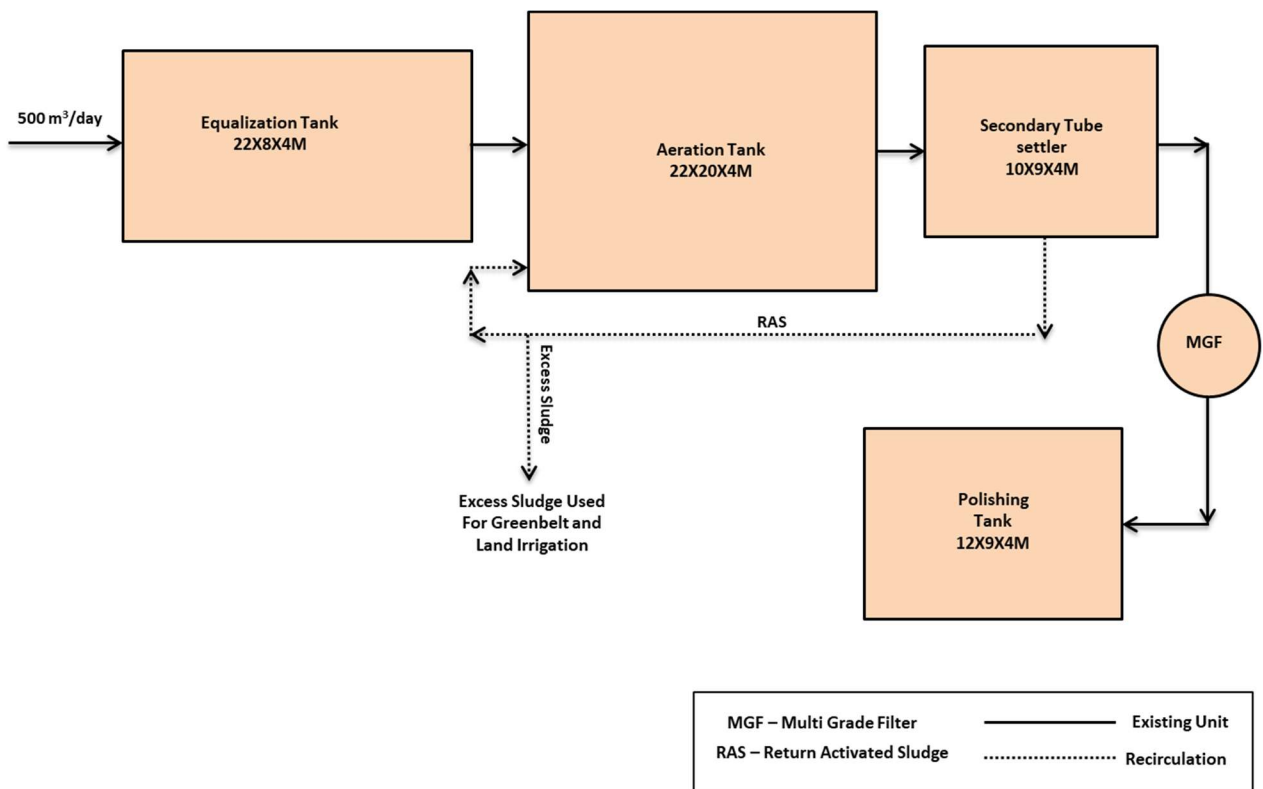 500 m³/day
Equalization Tank
22X8X4M
Aeration Tank
22X20X4M
Secondary Tube
settler
10X9X4M
RAS
MGF
Excess Sludge
Excess Sludge Used
For Greenbelt and
Land Irrigation
Polishing
Tank
12X9X4M
MGF – Multi Grade Filter
Existing Unit
RAS – Return Activated Sludge
Recirculation